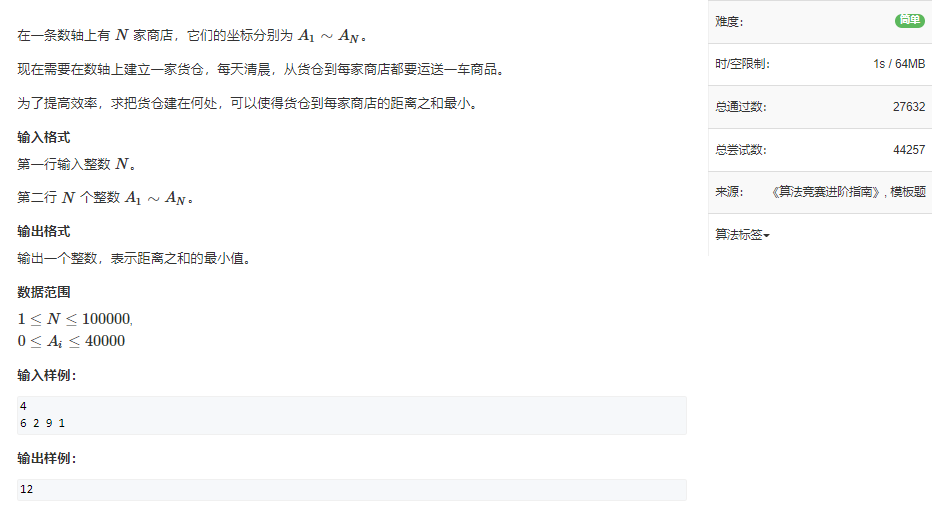 在一条数轴上有 N 家商店，它们的坐标分别为 A₁ ∼ A_N。
现在需要在数轴上建立一家货仓，每天清晨，从货仓到每家商店都要运送一车商品。
为了提高效率，求把货仓建在何处，可以使得货仓到每家商店的距离之和最小。
输入格式
第一行输入整数 N。
第二行 N 个整数 A₁ ∼ A_N。
输出格式
输出一个整数，表示距离之和的最小值。
数据范围
1 ≤ N ≤ 100000,
0 ≤ Aᵢ ≤ 40000
输入样例：
4
6 2 9 1
输出样例：
12
难度： 简单
时/空限制： 1s / 64MB
总通过数： 27632
总尝试数： 44257
来源： 《算法竞赛进阶指南》, 模板题
算法标签